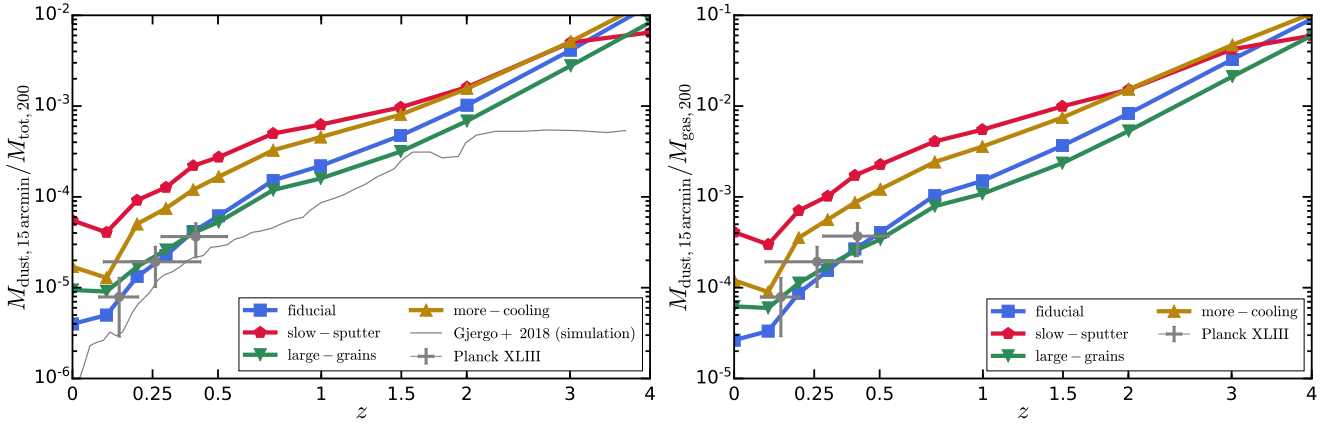 M_dust, 15 arcmin / M_tot, 200
10^-2
10^-3
10^-4
10^-5
10^-6
0 0.25 0.5 1 1.5 2 3 4
z
fiducial
slow−sputter
large−grains
more−cooling
Gjergo+ 2018 (simulation)
Planck XLIII
M_dust, 15 arcmin / M_gas, 200
10^-1
10^-2
10^-3
10^-4
10^-5
0 0.25 0.5 1 1.5 2 3 4
z
fiducial
slow−sputter
large−grains
more−cooling
Planck XLIII